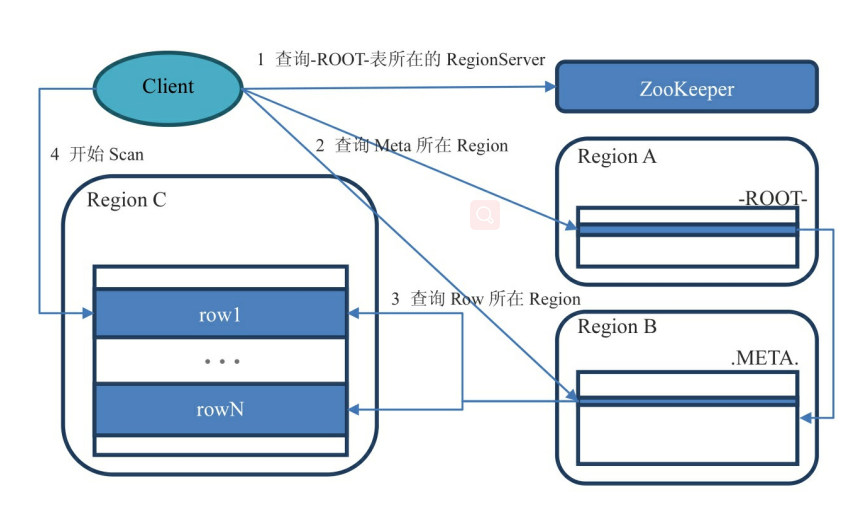 1 查询-ROOT-表所在的 RegionServer
Client
ZooKeeper
2 查询 Meta 所在 Region
4 开始 Scan
Region A
-ROOT-
Region C
3 查询 Row 所在 Region
row1
Region B
.META.
...
rowN